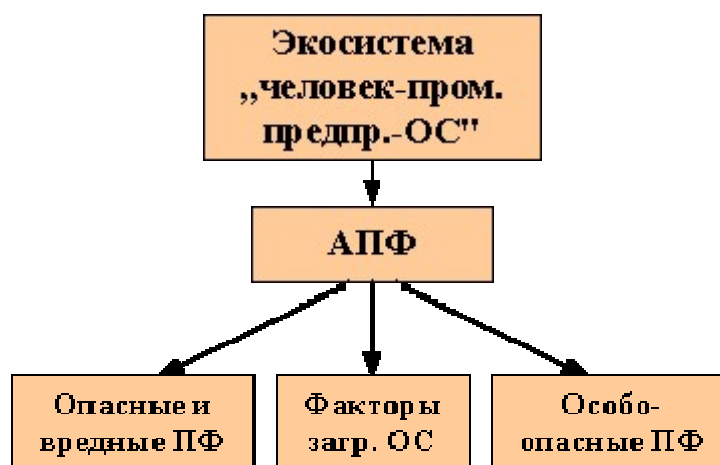 Экосистема
„человек-пром.
предпр.-ОС"
АПФ
Опасные и
вредные ПФ
Факторы
загр. ОС
Особо-
опасные ПФ